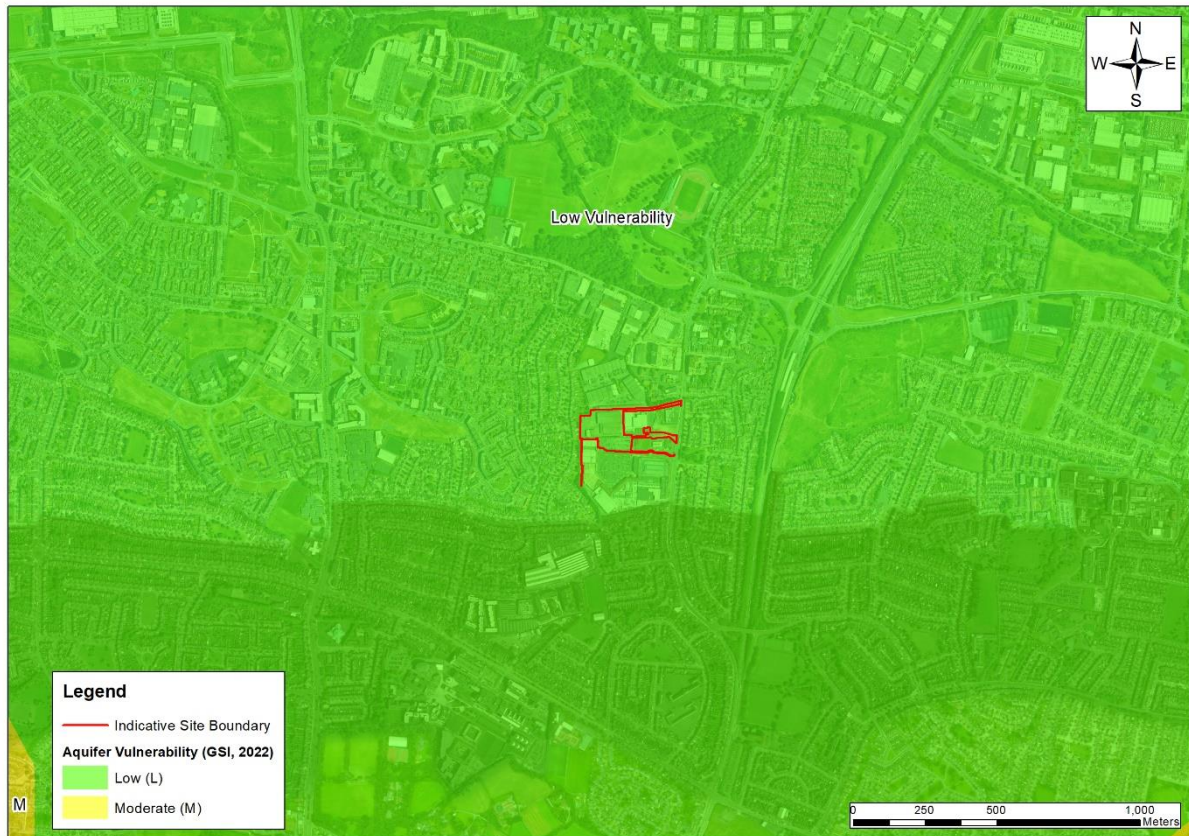 N
W E
S
Low Vulnerability
Legend
Indicative Site Boundary
Aquifer Vulnerability (GSI, 2022)
Low (L)
Moderate (M)
M
0 250 500 1,000
Meters